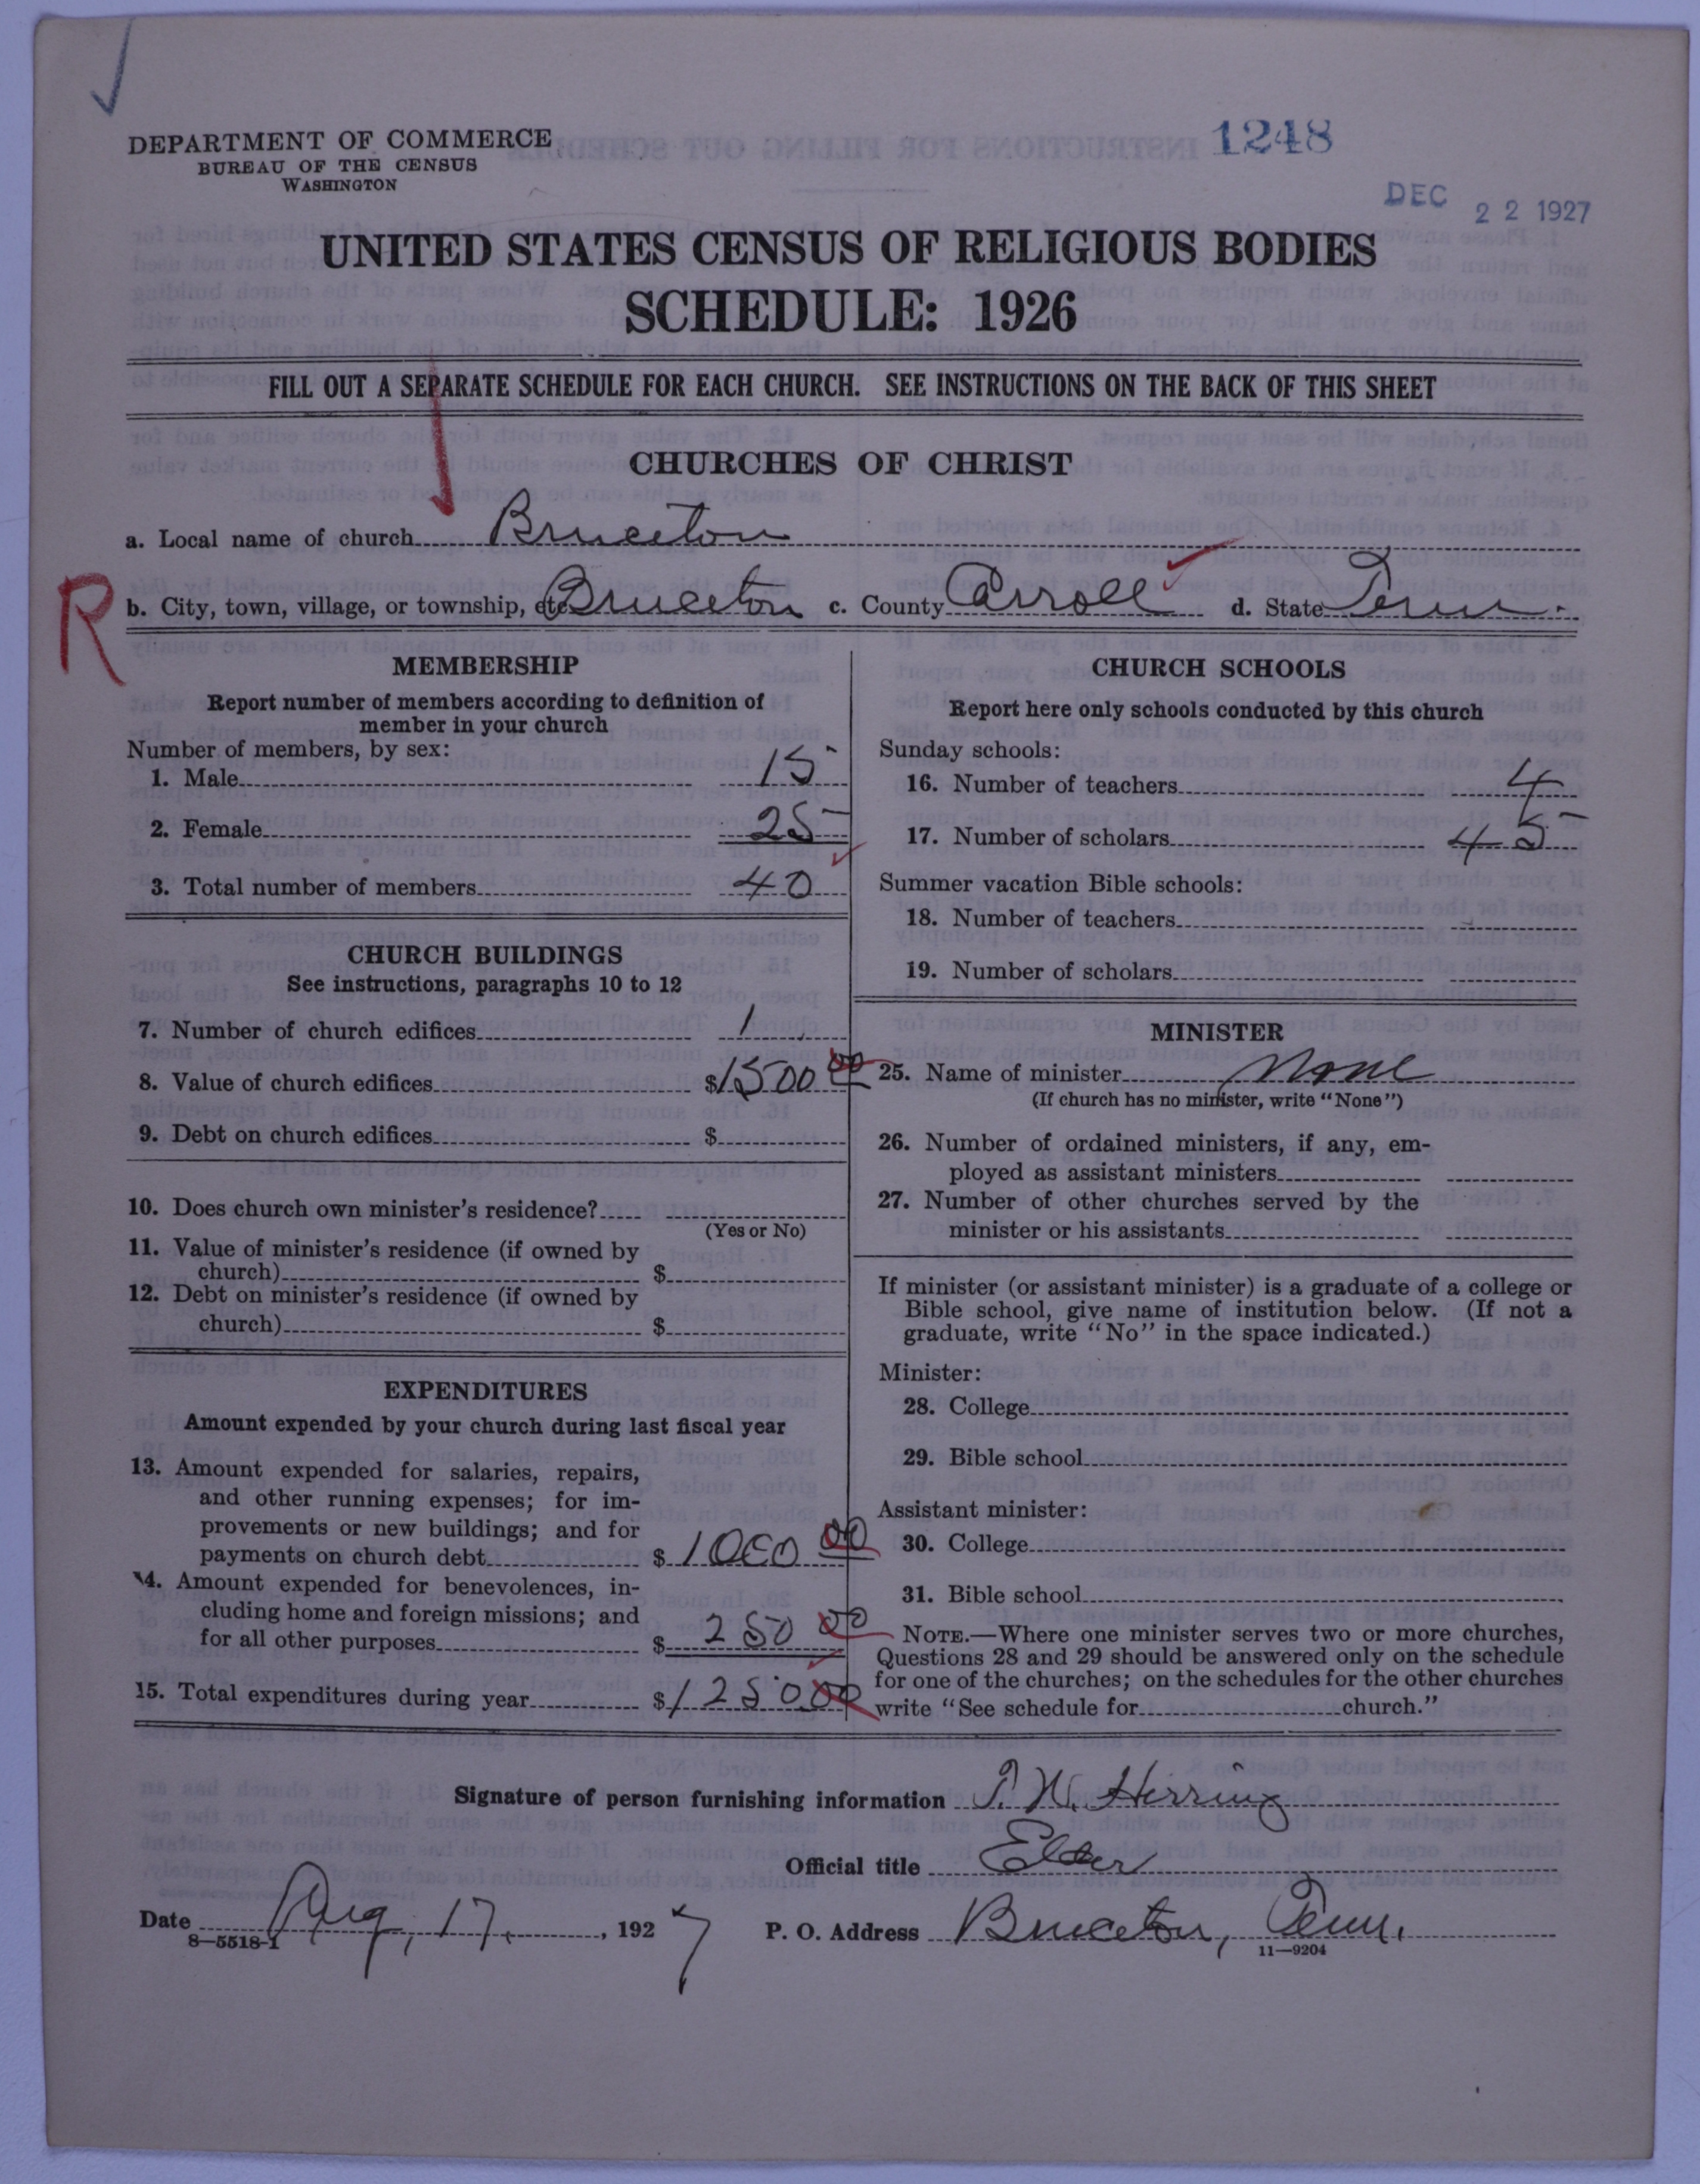 DEPARTMENT OF COMMERCE
BUREAU OF THE CENSUS
WASHINGTON
1248
DEC 22 1927
UNITED STATES CENSUS OF RELIGIOUS BODIES
SCHEDULE: 1926
FILL OUT A SEPARATE SCHEDULE FOR EACH CHURCH. SEE INSTRUCTIONS ON THE BACK OF THIS SHEET
CHURCHES OF CHRIST
a. Local name of church Bruceton
R
b. City, town, village, or township, etc Bruceton c. County Carroll d. State Tenn.
MEMBERSHIP
Report number of members according to definition of
member in your church
Number of members, by sex:
1. Male 15
2. Female 25
3. Total number of members 40
CHURCH BUILDINGS
See instructions, paragraphs 10 to 12
7. Number of church edifices 1
8. Value of church edifices $1500 00
9. Debt on church edifices $
10. Does church own minister's residence?
(Yes or No)
11. Value of minister's residence (if owned by
church) $
12. Debt on minister's residence (if owned by
church) $
EXPENDITURES
Amount expended by your church during last fiscal year
13. Amount expended for salaries, repairs,
and other running expenses; for im-
provements or new buildings; and for
payments on church debt $ 1000 00
14. Amount expended for benevolences, in-
cluding home and foreign missions; and
for all other purposes $ 250 00
15. Total expenditures during year $1250 00
CHURCH SCHOOLS
Report here only schools conducted by this church
Sunday schools:
16. Number of teachers 4
17. Number of scholars 45
Summer vacation Bible schools:
18. Number of teachers
19. Number of scholars
MINISTER
25. Name of minister None
(If church has no minister, write "None")
26. Number of ordained ministers, if any, em-
ployed as assistant ministers
27. Number of other churches served by the
minister or his assistants
If minister (or assistant minister) is a graduate of a college or
Bible school, give name of institution below. (If not a
graduate, write "No" in the space indicated.)
Minister:
28. College
29. Bible school
Assistant minister:
30. College
31. Bible school
NOTE.—Where one minister serves two or more churches,
Questions 28 and 29 should be answered only on the schedule
for one of the churches; on the schedules for the other churches
write "See schedule for church."
Signature of person furnishing information T. W. Herring
Official title Elder
Date Aug, 17, 1927 P. O. Address Bruceton, Tenn.
8—5518-1 11—9204